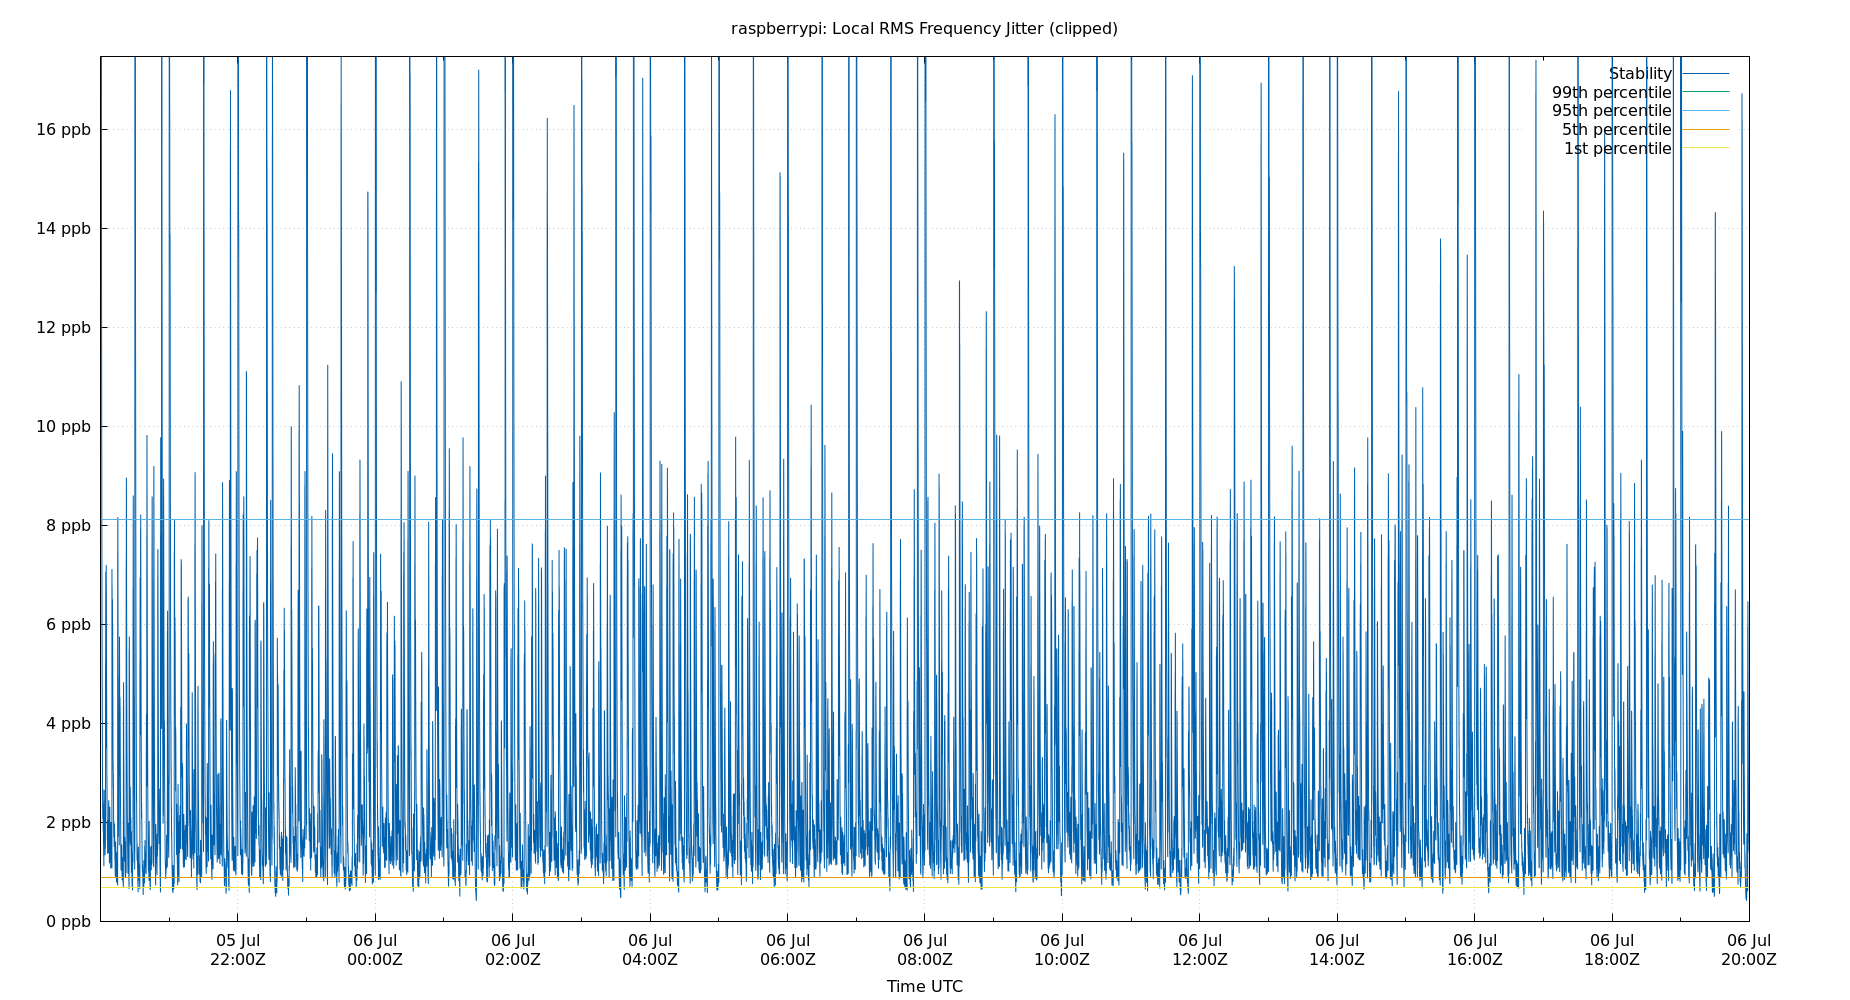 raspberrypi: Local RMS Frequency Jitter (clipped)
Stability
99th percentile
95th percentile
5th percentile
1st percentile
16 ppb
14 ppb
12 ppb
10 ppb
8 ppb
6 ppb
4 ppb
2 ppb
0 ppb
05 Jul 06 Jul 06 Jul 06 Jul 06 Jul 06 Jul 06 Jul 06 Jul 06 Jul 06 Jul 06 Jul 06 Jul
22:00Z 00:00Z 02:00Z 04:00Z 06:00Z 08:00Z 10:00Z 12:00Z 14:00Z 16:00Z 18:00Z 20:00Z
Time UTC